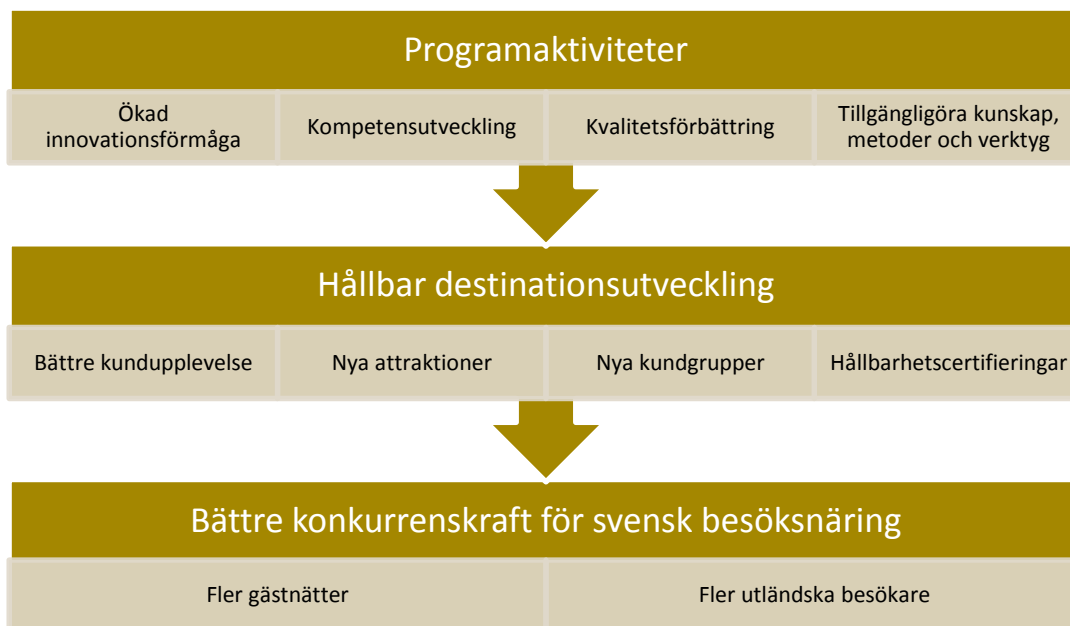 Programaktiviteter
Ökad
innovationsförmåga
Kompetensutveckling
Kvalitetsförbättring
Tillgängligöra kunskap,
metoder och verktyg
Hållbar destinationsutveckling
Bättre kundupplevelse
Nya attraktioner
Nya kundgrupper
Hållbarhetscertifieringar
Bättre konkurrenskraft för svensk besöksnäring
Fler gästnätter
Fler utländska besökare